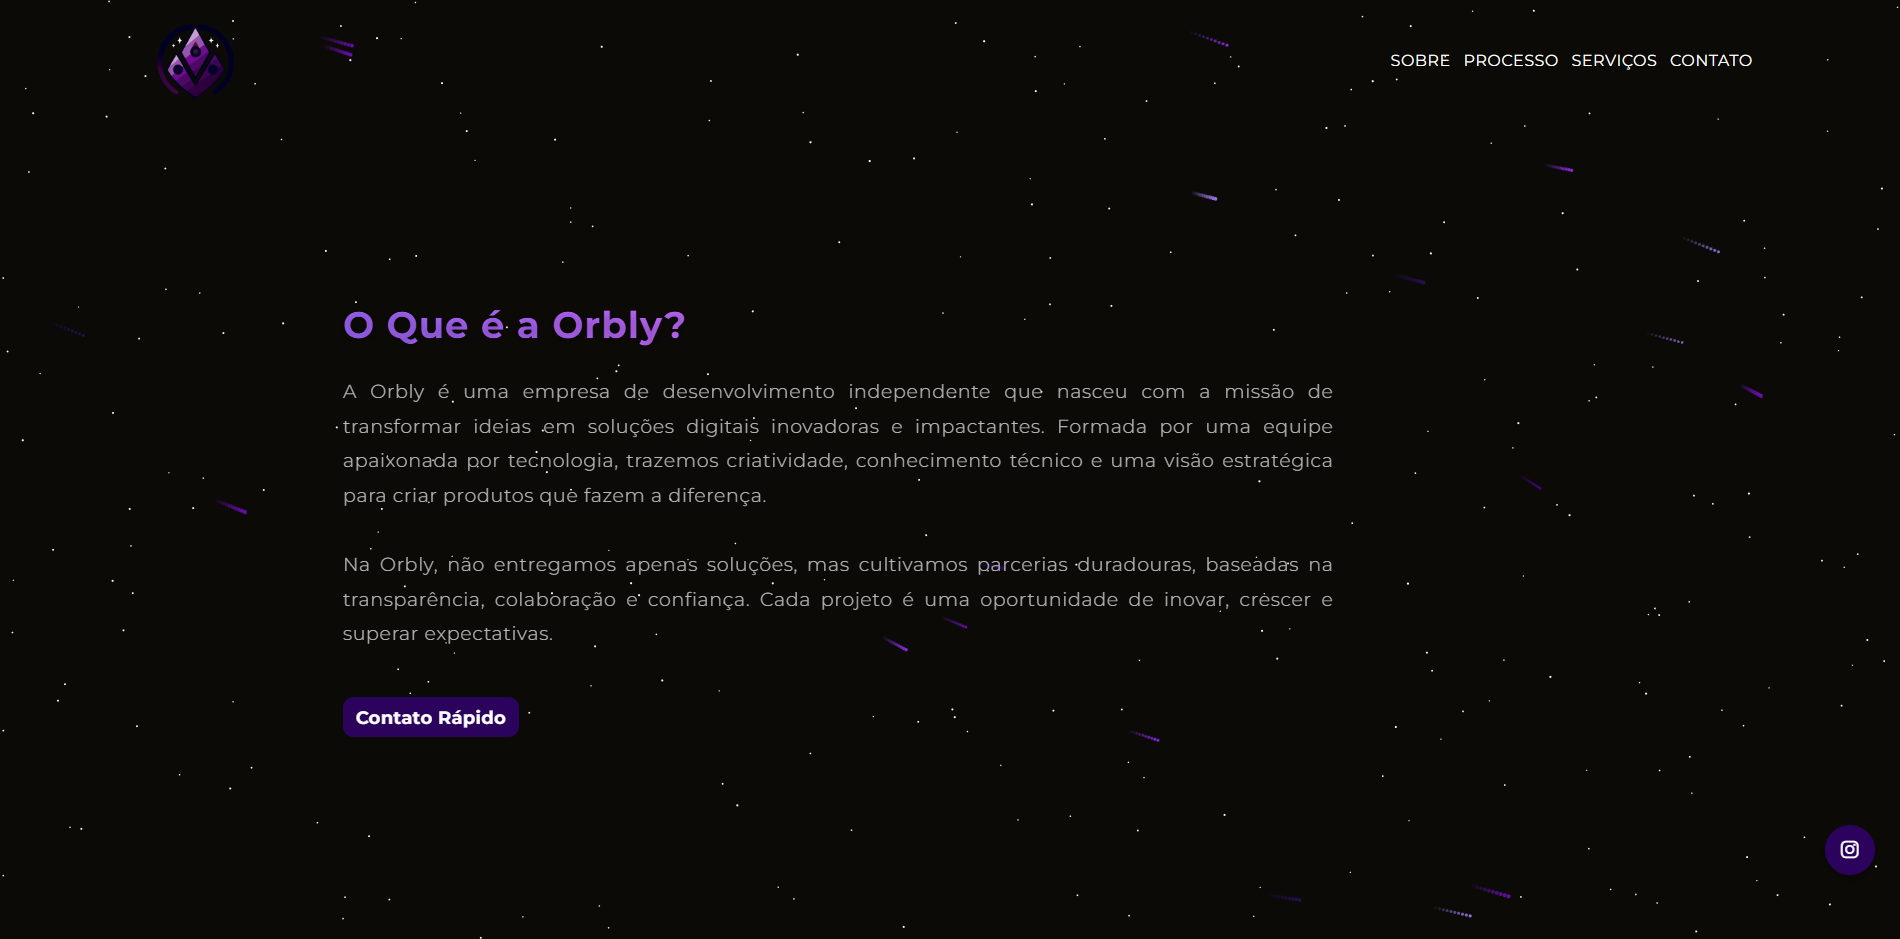 SOBRE PROCESSO SERVIÇOS CONTATO
O Que é a Orbly?
A Orbly é uma empresa de desenvolvimento independente que nasceu com a missão de
transformar ideias em soluções digitais inovadoras e impactantes. Formada por uma equipe
apaixonada por tecnologia, trazemos criatividade, conhecimento técnico e uma visão estratégica
para criar produtos que fazem a diferença.
Na Orbly, não entregamos apenas soluções, mas cultivamos parcerias duradouras, baseadas na
transparência, colaboração e confiança. Cada projeto é uma oportunidade de inovar, crescer e
superar expectativas.
Contato Rápido